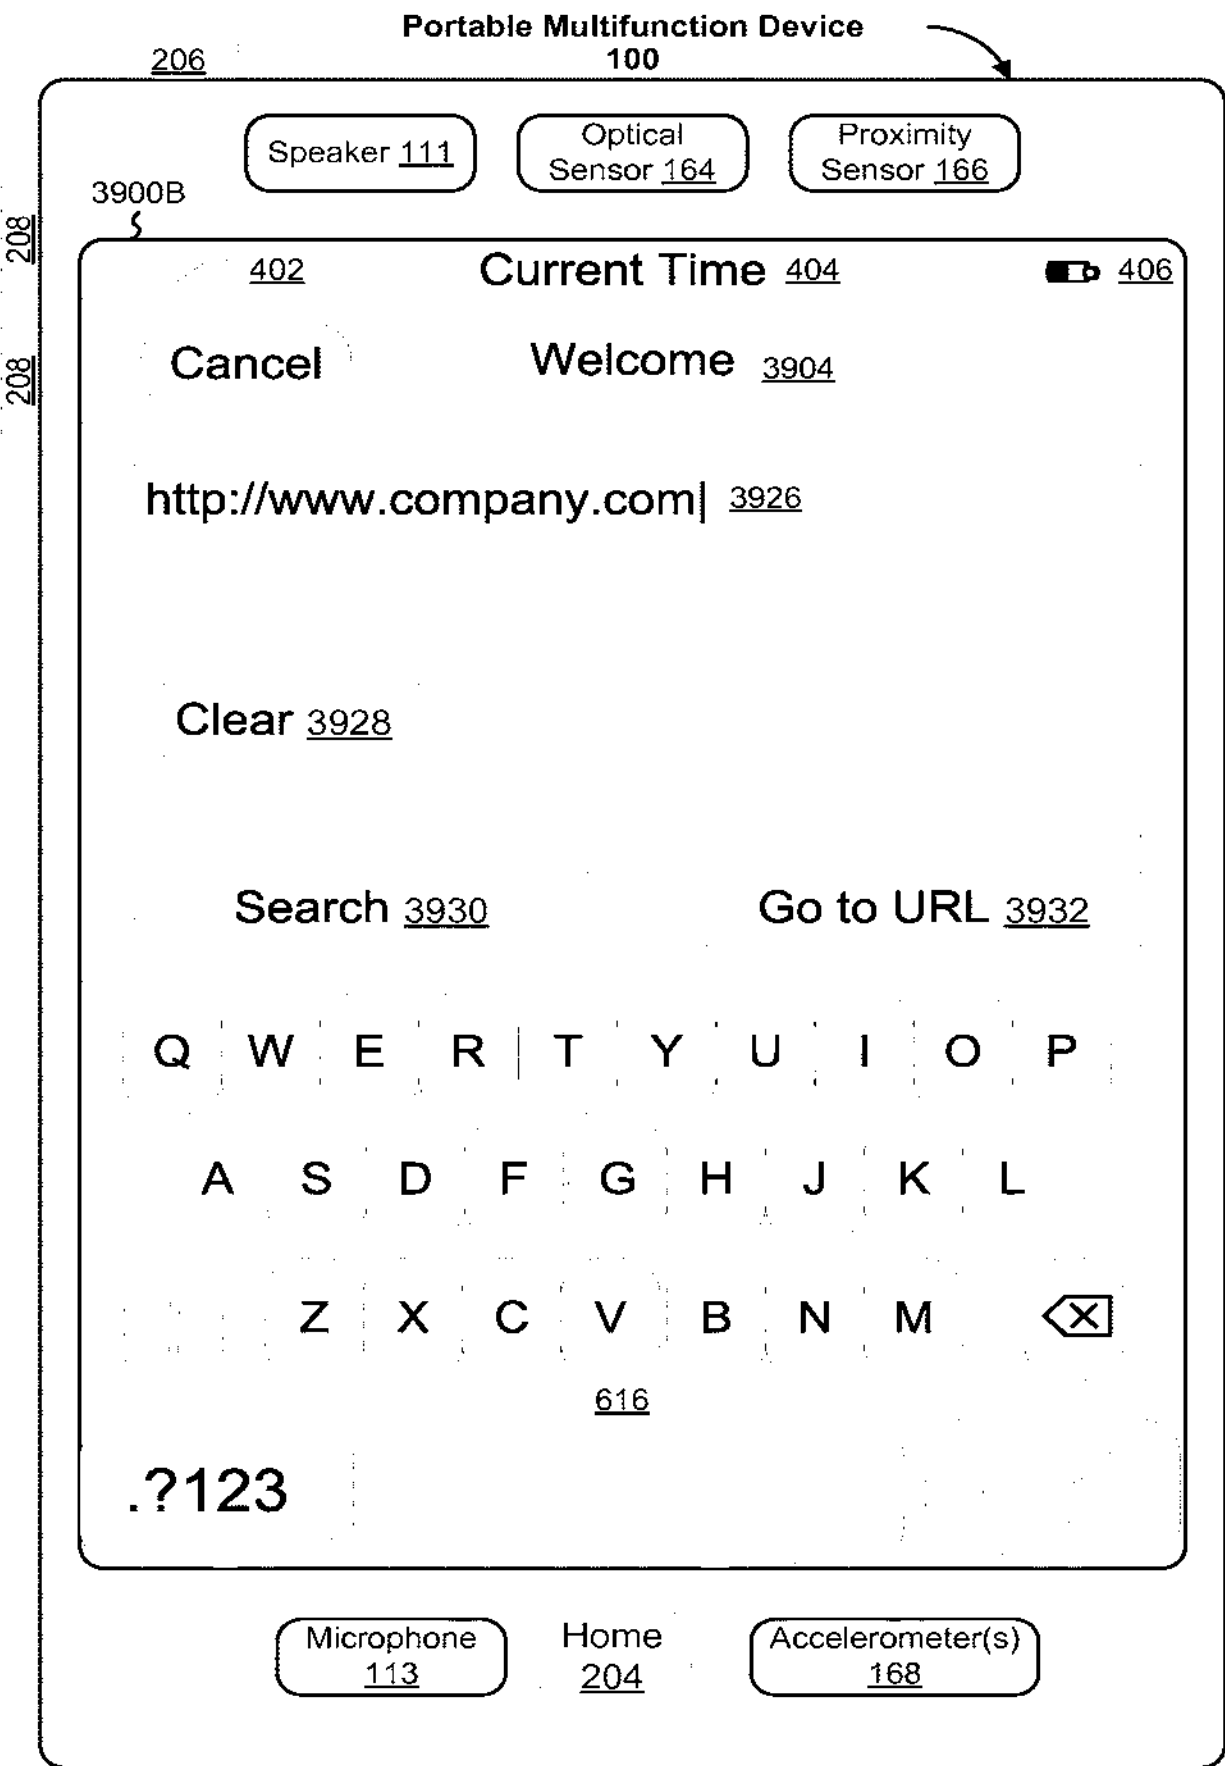 Portable Multifunction Device
100
206
Speaker 111
Optical
Sensor 164
Proximity
Sensor 166
3900B
208
402
Current Time 404
406
208
Cancel
Welcome 3904
http://www.company.com| 3926
Clear 3928
Search 3930
Go to URL 3932
Q W E R T Y U I O P
A S D F G H J K L
Z X C V B N M
616
.?123
Microphone
113
Home
204
Accelerometer(s)
168